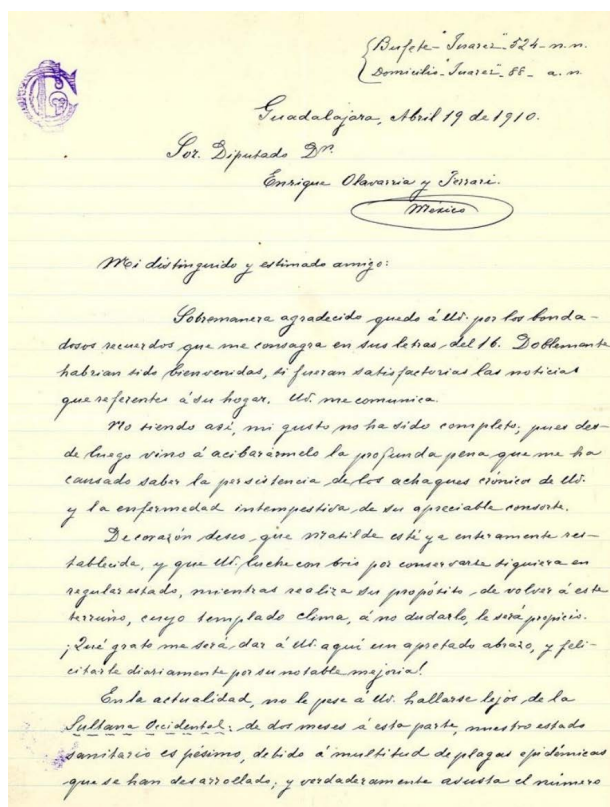 Bufete - "Juarez" - 524 - n.n.
Domicilio - "Juarez" - 88 - a.n.
Guadalajara, Abril 19 de 1910.
Sor. Diputado Dn.
Enrique Olavarria y Ferrari.
México
Mi distinguido y estimado amigo:
Sobremanera agradecido quedo á Ud. por los bonda-
dosos recuerdos que me consagra en sus letras, del 16. Doblemente
habrian sido bienvenidas, si fueran satisfactorias las noticias
que referentes á su hogar, Ud. me comunica.
No siendo así, mi gusto no ha sido completo; pues des-
de luego vino á acibarármelo la profunda pena que me ha
causado saber la persistencia de los achaques crónicos de Ud.
y la enfermedad intempestiva de su apreciable consorte.
De corazón deseo, que Matilde esté ya enteramente res-
tablecida, y que Ud. luche con brio por conservarse siquiera en
regular estado, mientras realiza su propósito de volver á este
terruño, cuyo templado clima, á no dudarlo, le será propicio.
¡Qué grato me será, dar á Ud. aqui un apretado abrazo, y feli-
citarle diariamente por su notable mejoria!
En la actualidad, no le pese á Ud. hallarse lejos de la
Sultana Occidental: de dos meses á esta parte, nuestro estado
sanitario es pésimo, debido á multitud de plagas epidémicas
que se han desarrollado; y verdaderamente asusta el número